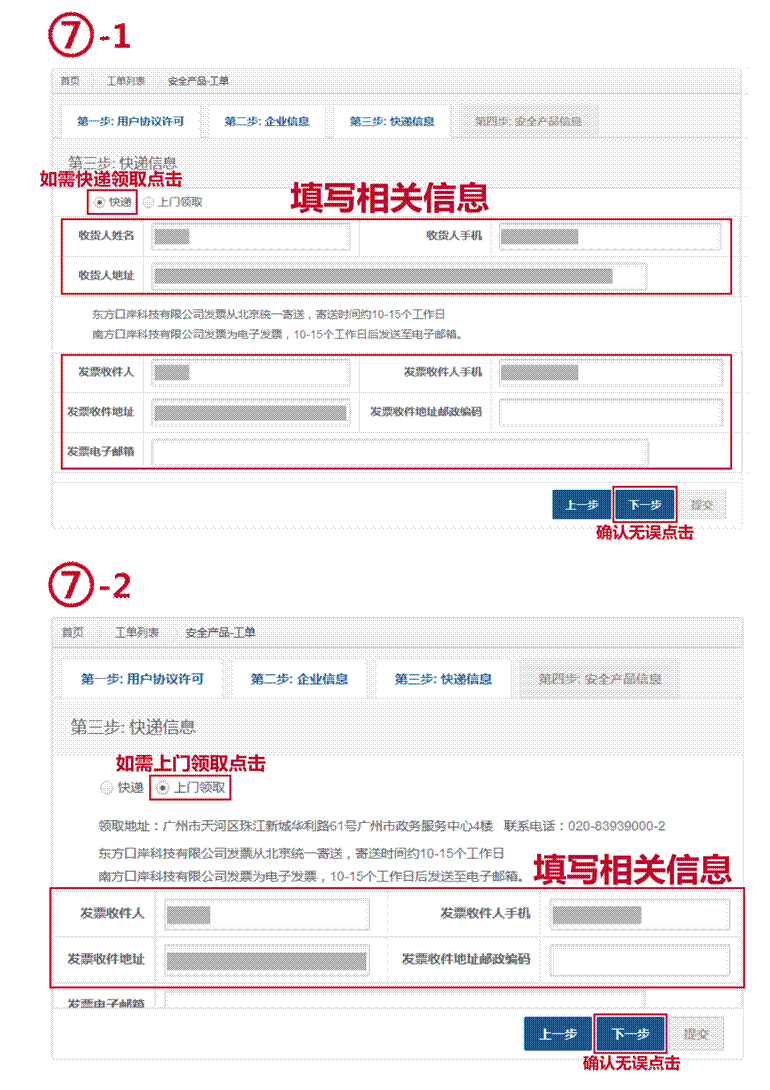 ⑦-1
首页 工单列表 安全产品-工单
第一步: 用户协议许可 第二步: 企业信息 第三步: 快递信息 第四步: 安全产品信息
第三步: 快递信息
如需快递领取点击
快递 上门领取 填写相关信息
收货人姓名 收货人手机
收货人地址
东方口岸科技有限公司发票从北京统一寄送，寄送时间约10-15个工作日
南方口岸科技有限公司发票为电子发票，10-15个工作日后发送至电子邮箱。
发票收件人 发票收件人手机
发票收件地址 发票收件地址邮政编码
发票电子邮箱
上一步 下一步 提交
确认无误点击
⑦-2
首页 工单列表 安全产品-工单
第一步: 用户协议许可 第二步: 企业信息 第三步: 快递信息 第四步: 安全产品信息
第三步: 快递信息
如需上门领取点击
快递 上门领取
领取地址：广州市天河区珠江新城华利路61号广州市政务服务中心4楼 联系电话：020-83939000-2
东方口岸科技有限公司发票从北京统一寄送，寄送时间约10-15个工作日
南方口岸科技有限公司发票为电子发票，10-15个工作日后发送至电子邮箱。 填写相关信息
发票收件人 发票收件人手机
发票收件地址 发票收件地址邮政编码
发票电子邮箱
上一步 下一步 提交
确认无误点击